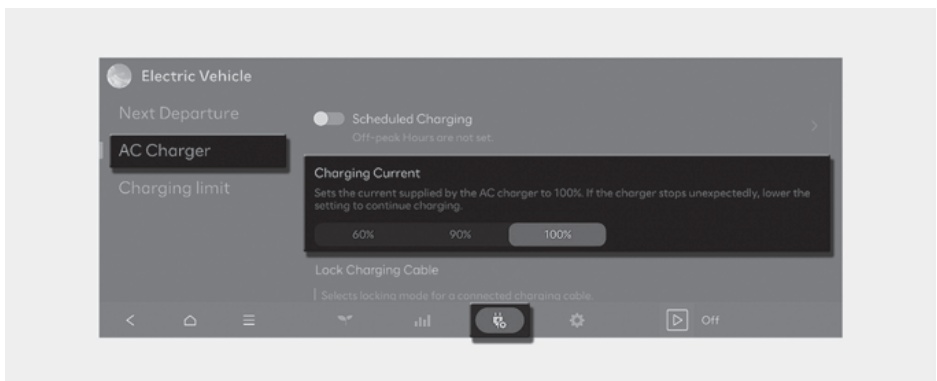 Electric Vehicle
Next Departure
AC Charger
Charging limit
Scheduled Charging
Off-peak Hours are not set.
Charging Current
Sets the current supplied by the AC charger to 100%. If the charger stops unexpectedly, lower the
setting to continue charging.
60% 90% 100%
Lock Charging Cable
Selects locking mode for a connected charging cable.
Off